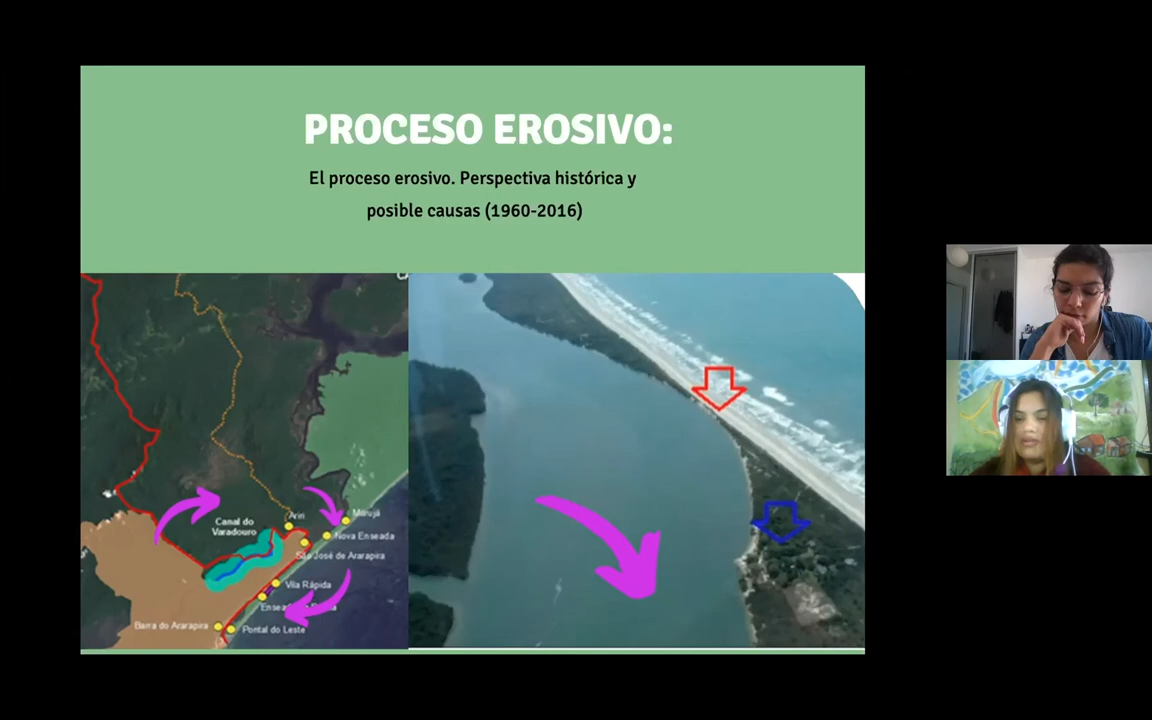 PROCESO EROSIVO:
El proceso erosivo. Perspectiva histórica y
posible causas (1960-2016)
Canal do
Varadouro
Ariri
Marujá
Nova Enseada
São José de Ararapira
Vila Rápida
Barra do Ararapira
Pontal do Leste